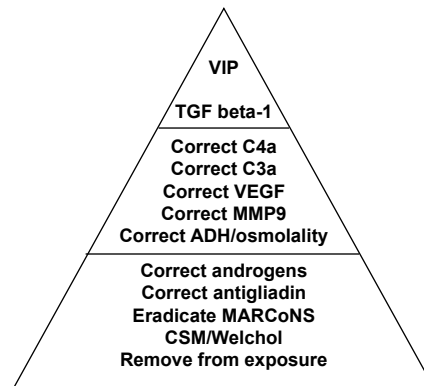 VIP
TGF beta-1
Correct C4a
Correct C3a
Correct VEGF
Correct MMP9
Correct ADH/osmolality
Correct androgens
Correct antigliadin
Eradicate MARCoNS
CSM/Welchol
Remove from exposure